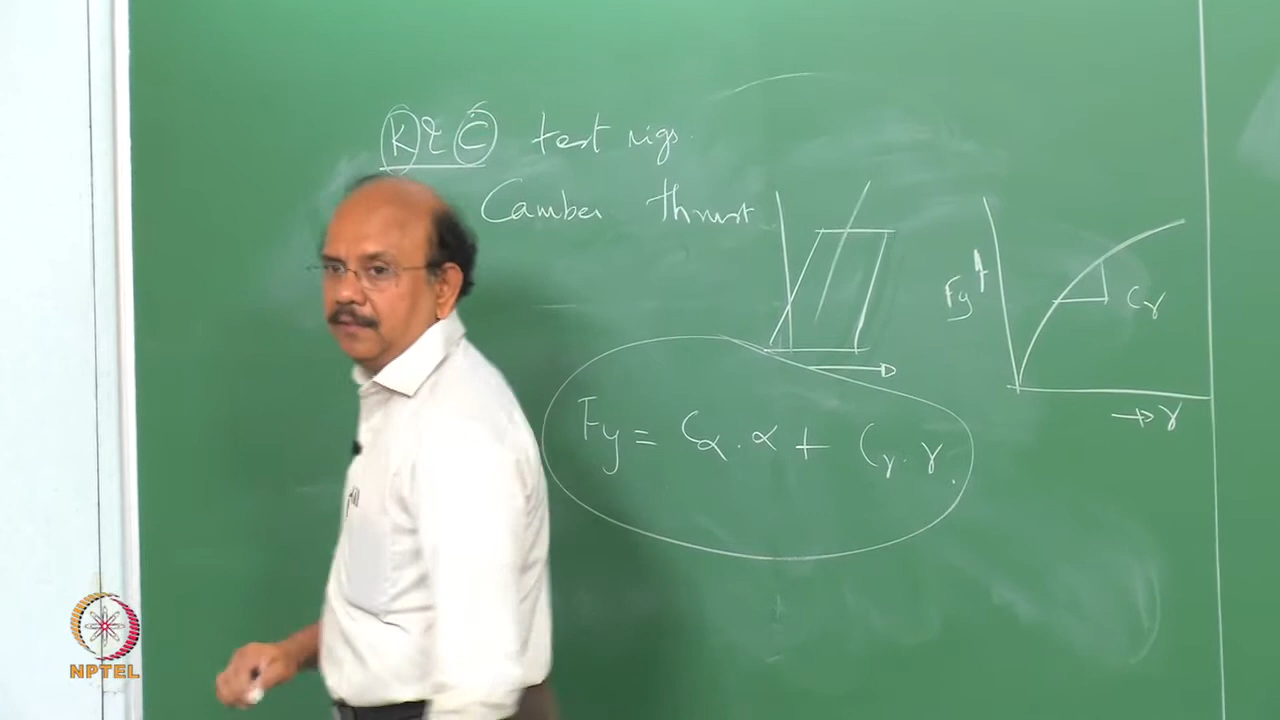 K & C test rigs.
Camber thrust
Fy
Cγ
→ γ
Fy = Cα . α + Cγ . γ.
NPTEL